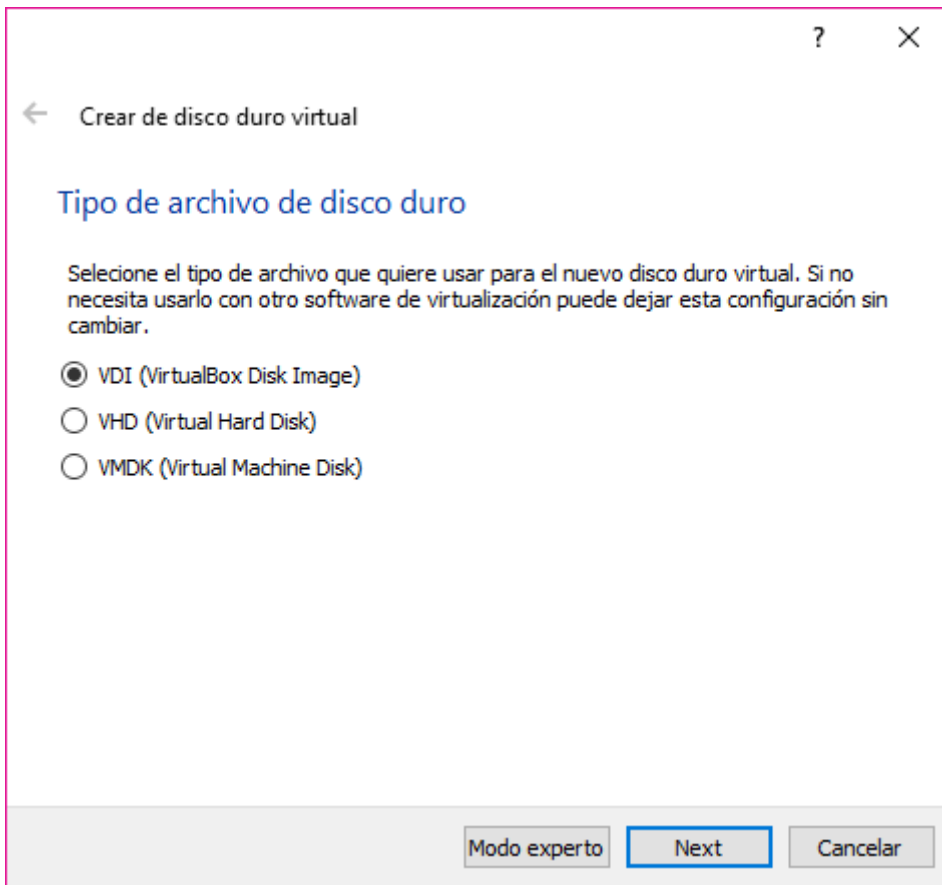 ?
Crear de disco duro virtual
Tipo de archivo de disco duro
Selecione el tipo de archivo que quiere usar para el nuevo disco duro virtual. Si no
necesita usarlo con otro software de virtualización puede dejar esta configuración sin
cambiar.
VDI (VirtualBox Disk Image)
VHD (Virtual Hard Disk)
VMDK (Virtual Machine Disk)
Modo experto Next Cancelar